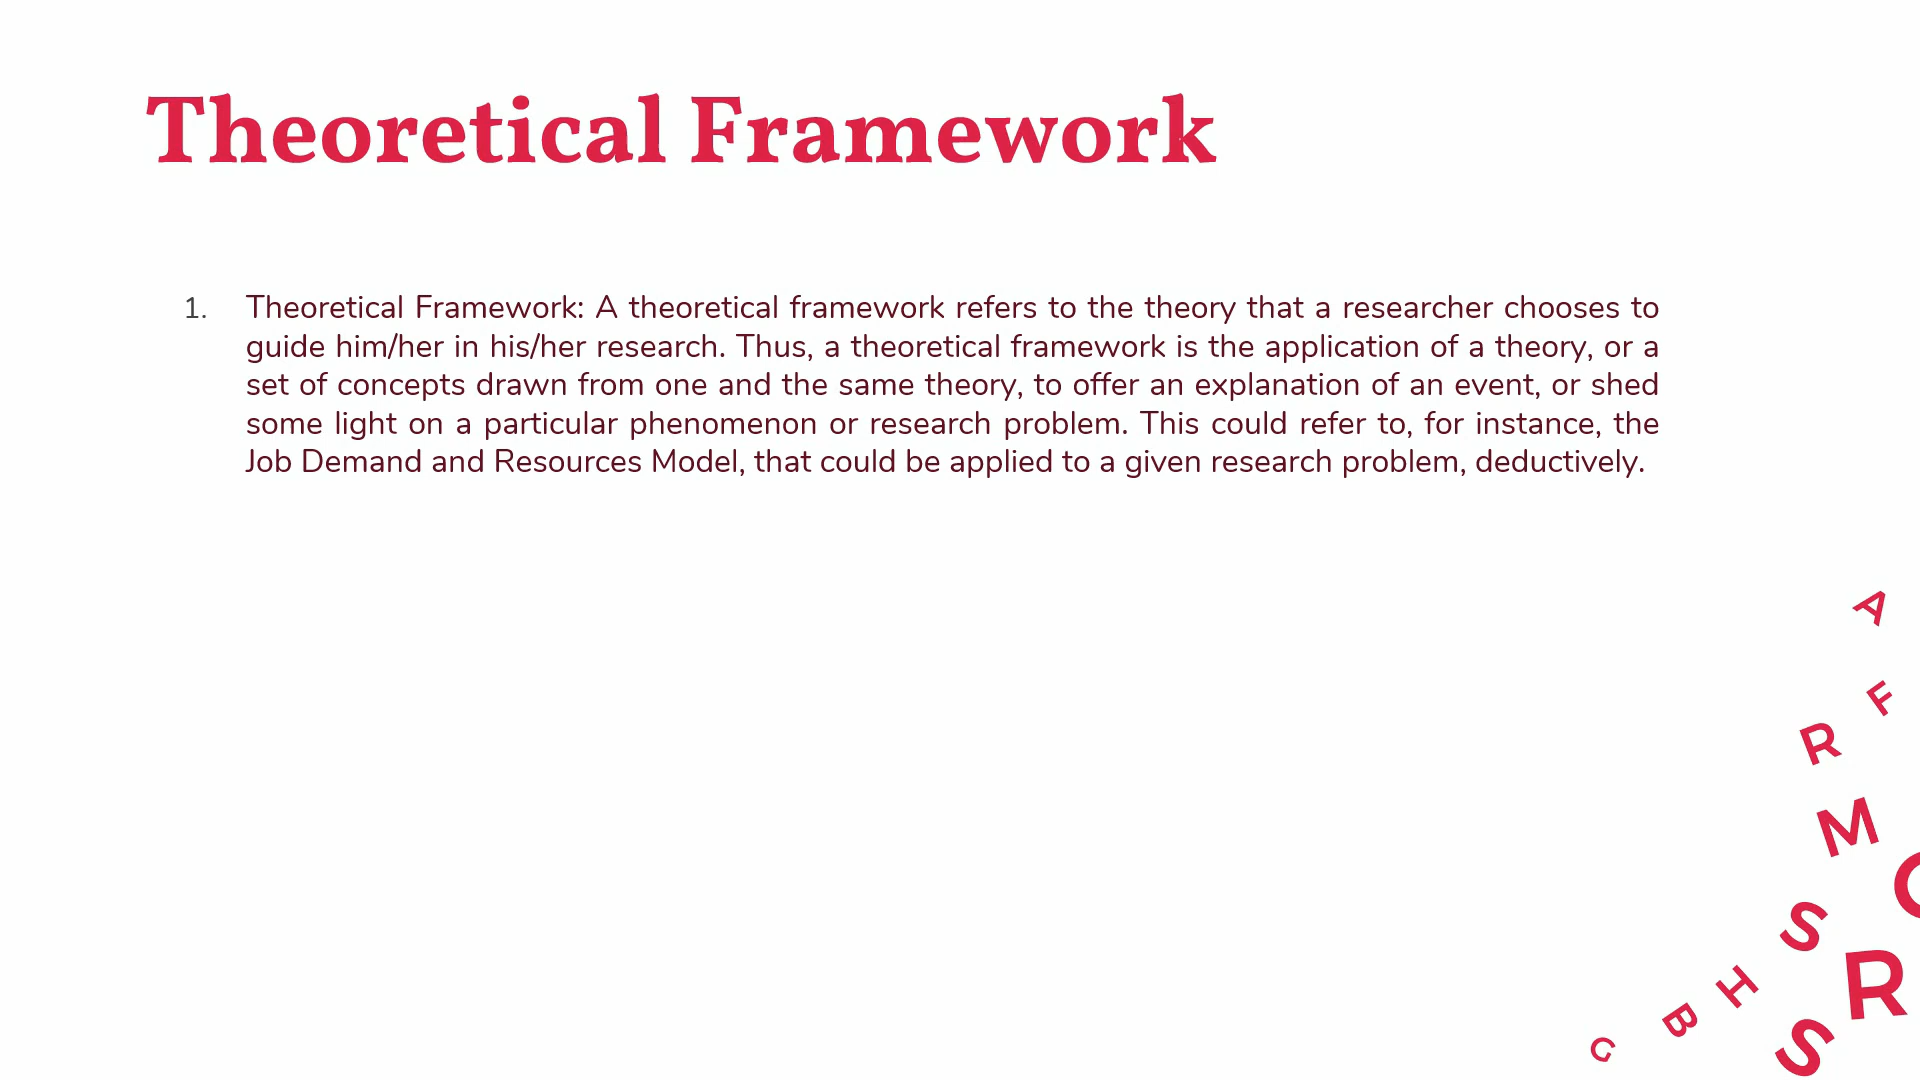 Theoretical Framework
1. Theoretical Framework: A theoretical framework refers to the theory that a researcher chooses to
guide him/her in his/her research. Thus, a theoretical framework is the application of a theory, or a
set of concepts drawn from one and the same theory, to offer an explanation of an event, or shed
some light on a particular phenomenon or research problem. This could refer to, for instance, the
Job Demand and Resources Model, that could be applied to a given research problem, deductively.
A
F
R
M
S
R
H
B
C
S